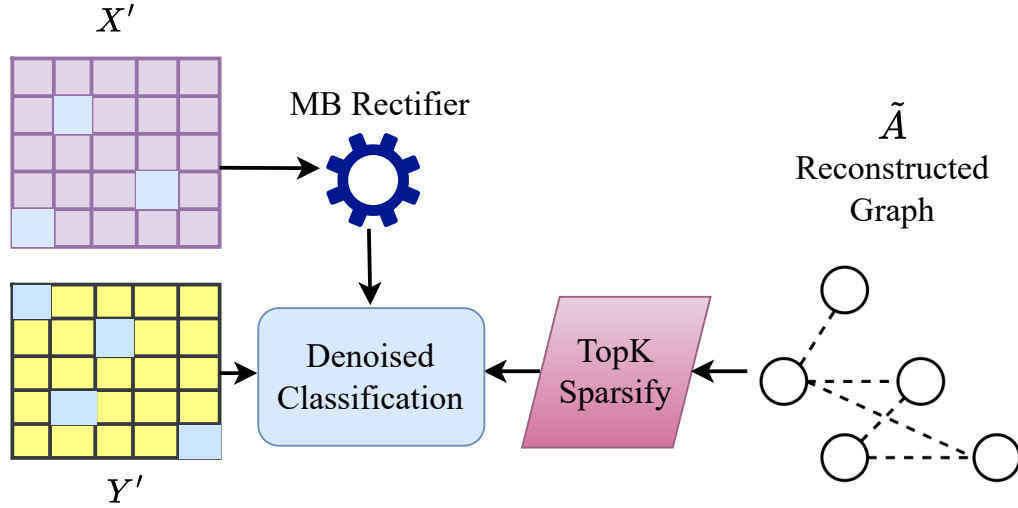 X′
MB Rectifier
Ã
Reconstructed
Graph
Denoised
Classification
TopK
Sparsify
Y′